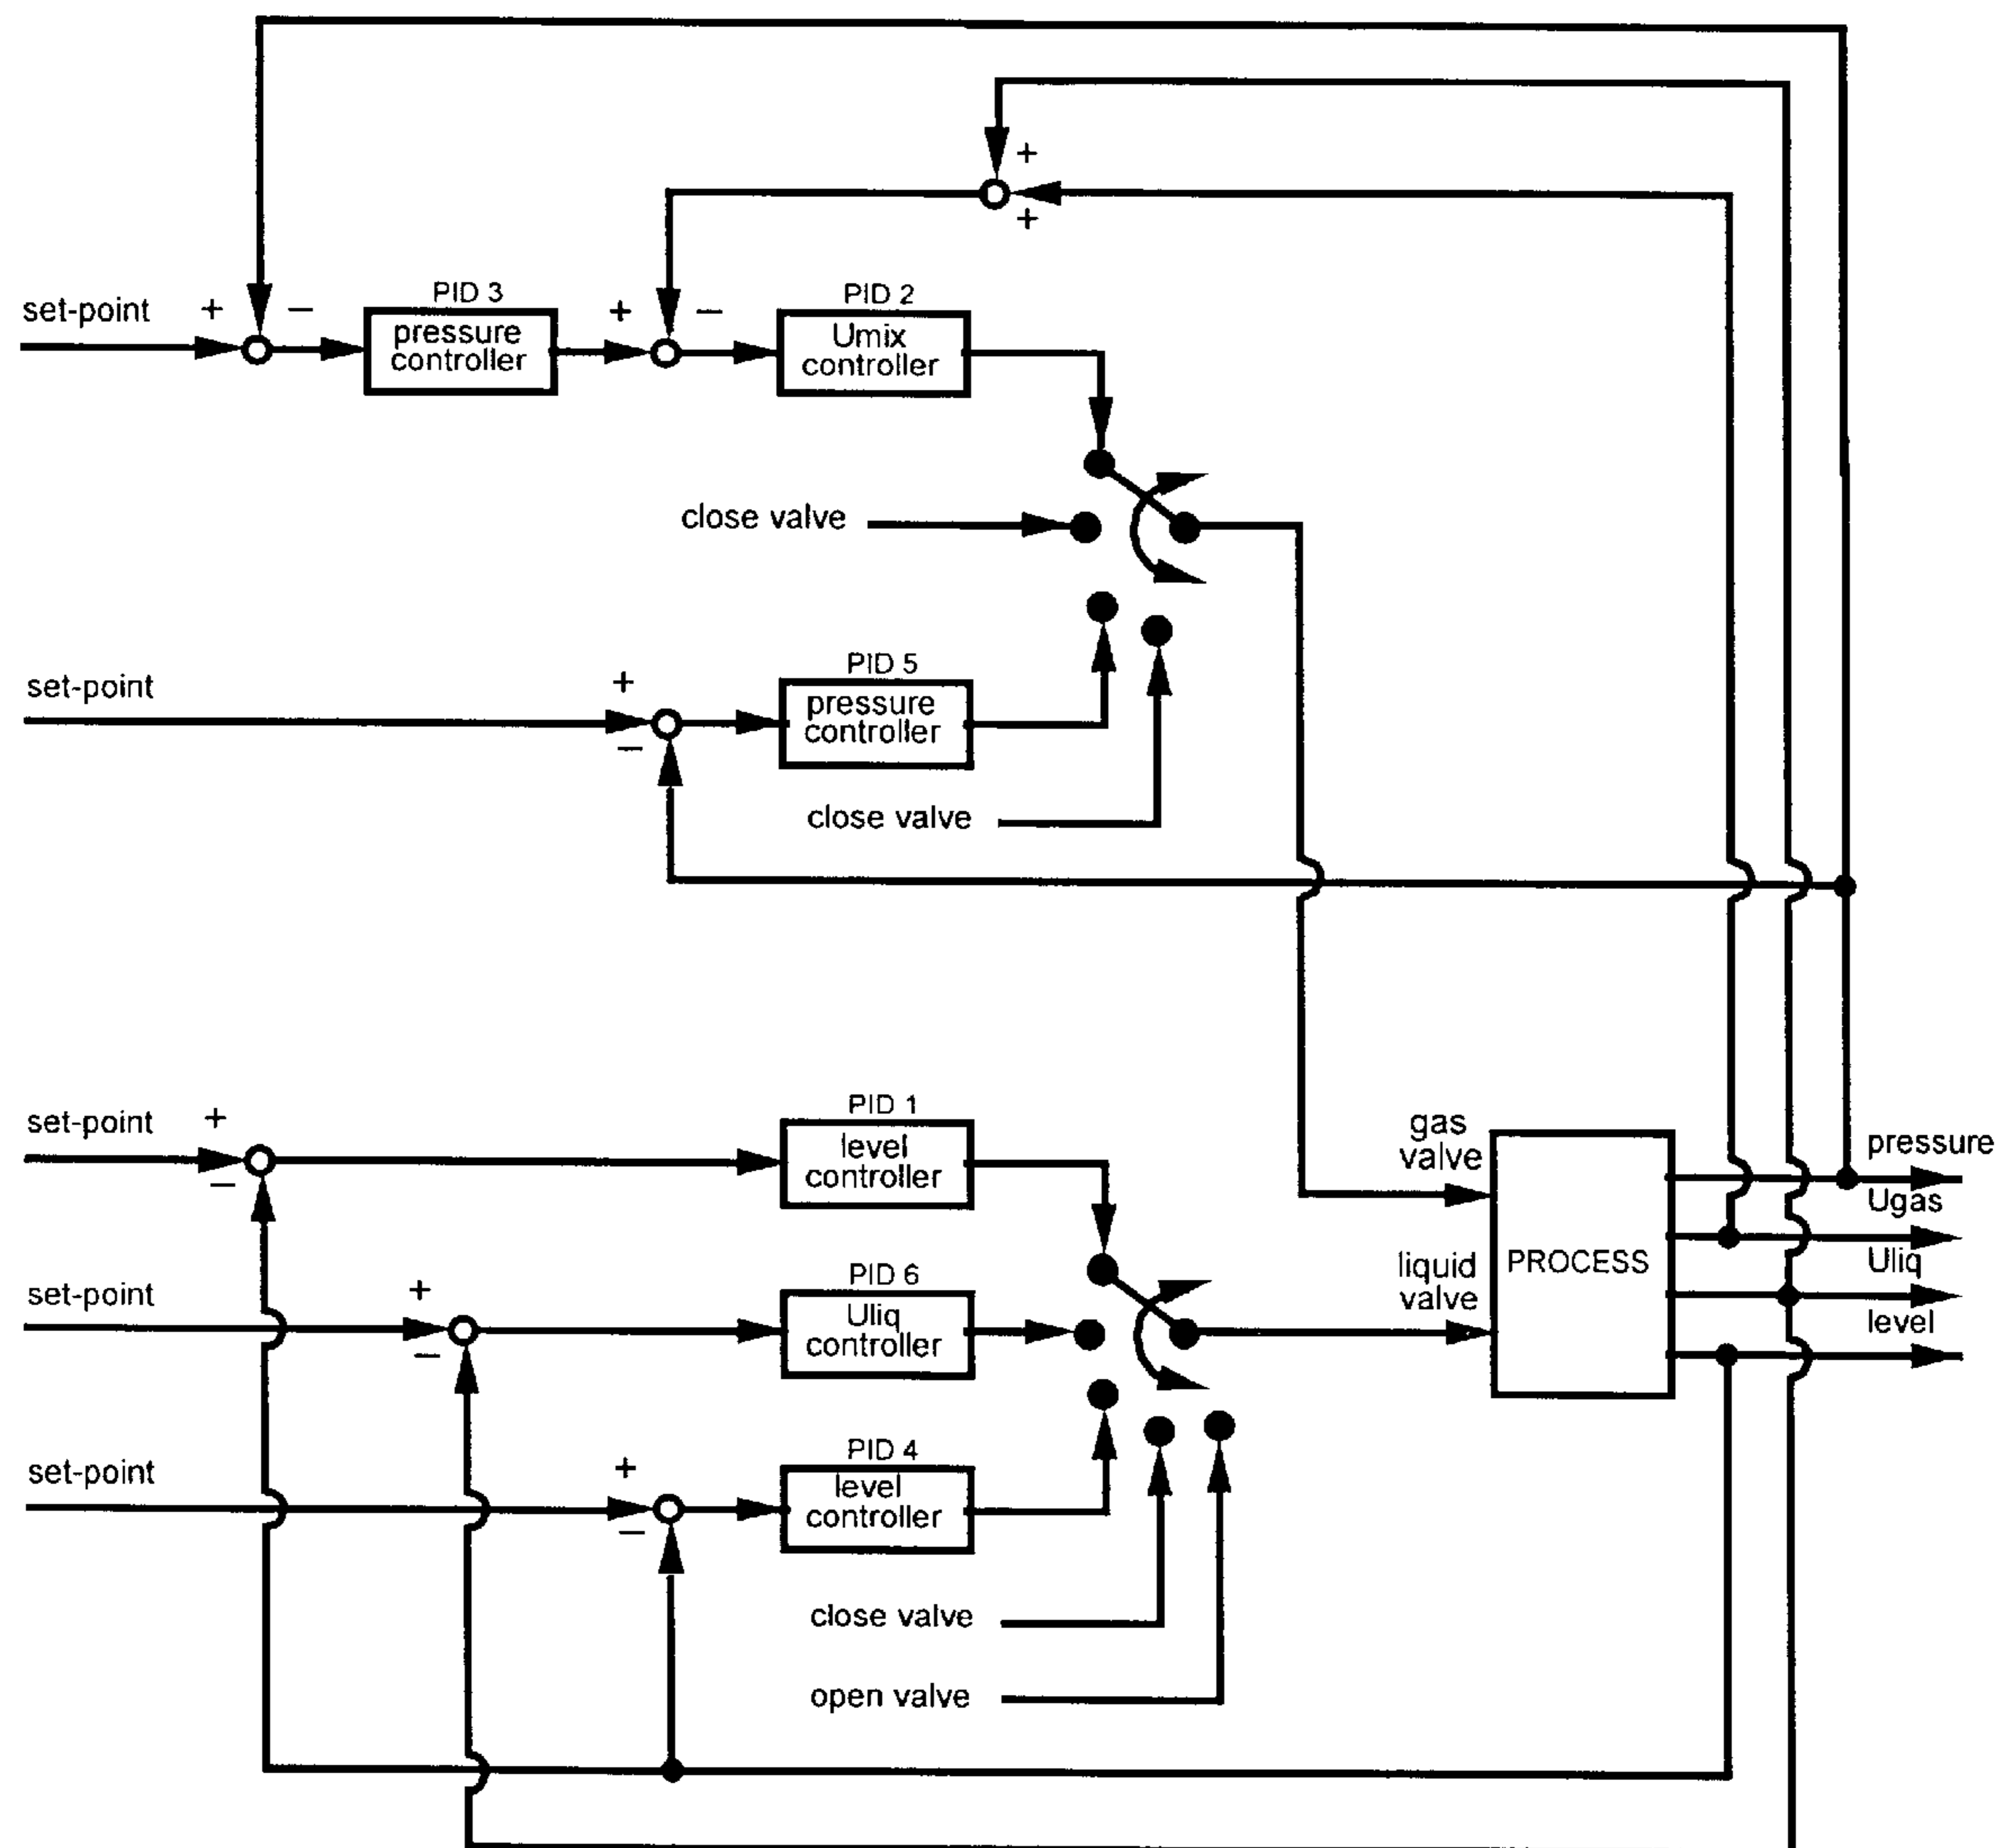 +
+
PID 3
PID 2
set-point
+
−
pressure
controller
+
−
Umix
controller
close valve
PID 5
set-point
+
−
pressure
controller
close valve
PID 1
set-point
+
−
level
controller
gas
valve
pressure
Ugas
PID 6
set-point
+
−
Uliq
controller
liquid
valve
PROCESS
Uliq
level
PID 4
set-point
+
−
level
controller
close valve
open valve